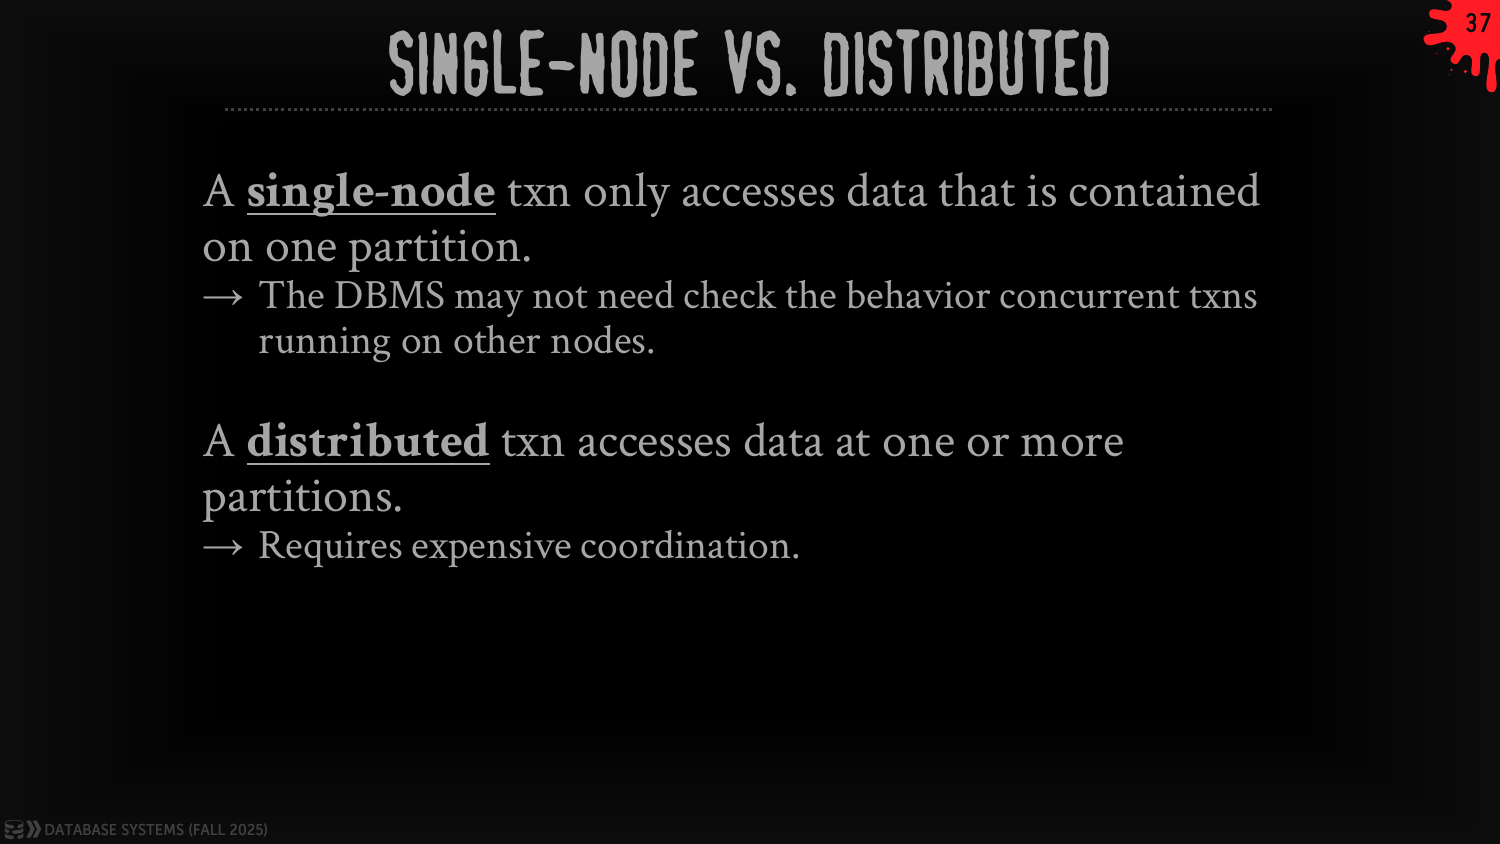 37
SINGLE-NODE VS. DISTRIBUTED
A single-node txn only accesses data that is contained
on one partition.
→ The DBMS may not need check the behavior concurrent txns
running on other nodes.
A distributed txn accesses data at one or more
partitions.
→ Requires expensive coordination.
DATABASE SYSTEMS (FALL 2025)